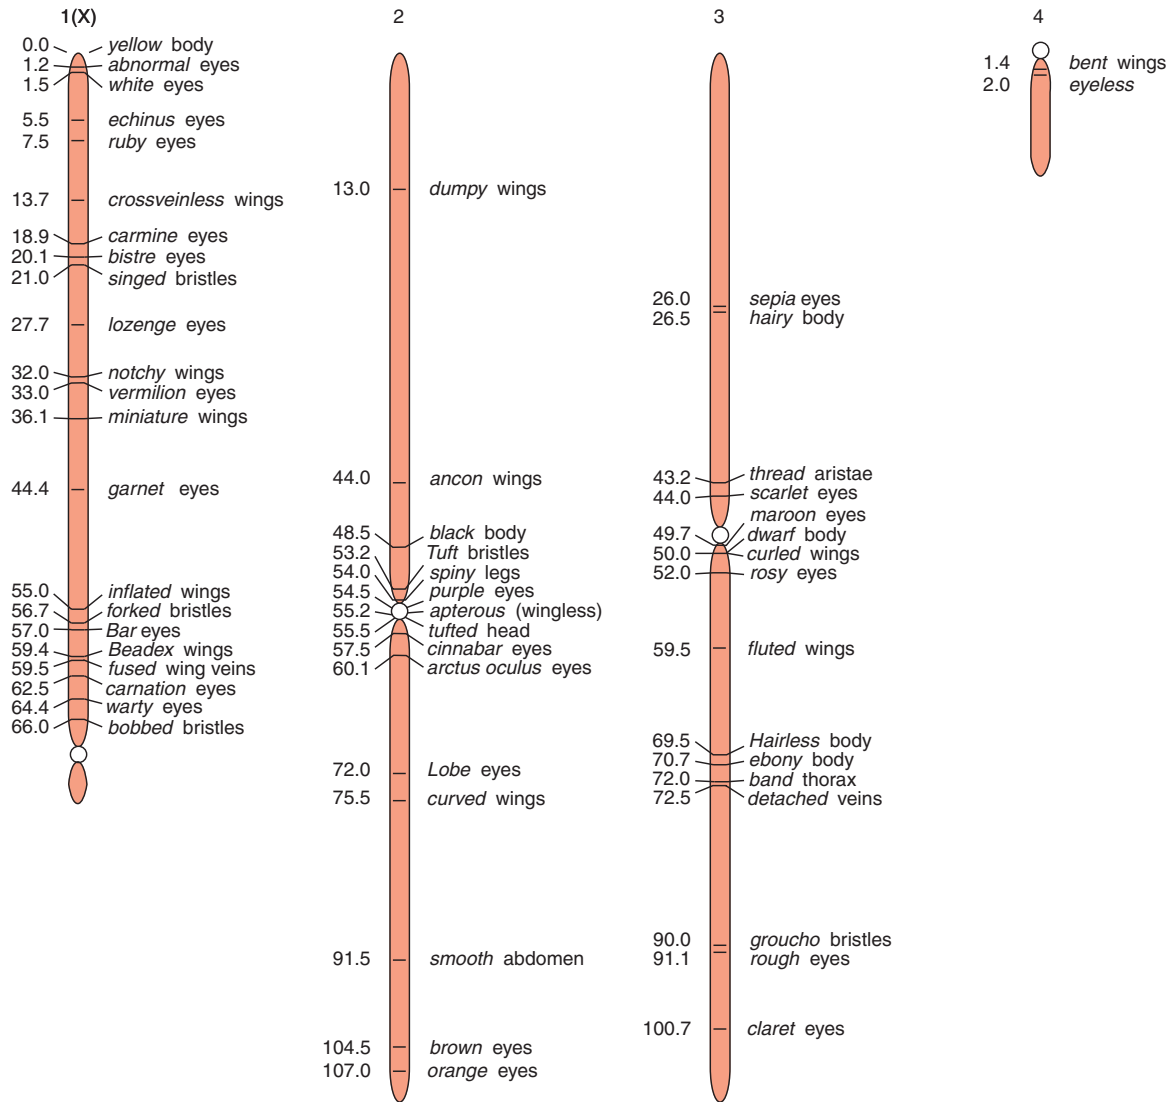 1(X)
0.0 yellow body
1.2 abnormal eyes
1.5 white eyes
5.5 echinus eyes
7.5 ruby eyes
13.7 crossveinless wings
18.9 carmine eyes
20.1 bistre eyes
21.0 singed bristles
27.7 lozenge eyes
32.0 notchy wings
33.0 vermilion eyes
36.1 miniature wings
44.4 garnet eyes
55.0 inflated wings
56.7 forked bristles
57.0 Bar eyes
59.4 Beadex wings
59.5 fused wing veins
62.5 carnation eyes
64.4 warty eyes
66.0 bobbed bristles
2
13.0 dumpy wings
44.0 ancon wings
48.5 black body
53.2 Tuft bristles
54.0 spiny legs
54.5 purple eyes
55.2 apterous (wingless)
55.5 tufted head
57.5 cinnabar eyes
60.1 arctus oculus eyes
72.0 Lobe eyes
75.5 curved wings
91.5 smooth abdomen
104.5 brown eyes
107.0 orange eyes
3
26.0 sepia eyes
26.5 hairy body
43.2 thread aristae
44.0 scarlet eyes
maroon eyes
49.7 dwarf body
50.0 curled wings
52.0 rosy eyes
59.5 fluted wings
69.5 Hairless body
70.7 ebony body
72.0 band thorax
72.5 detached veins
90.0 groucho bristles
91.1 rough eyes
100.7 claret eyes
4
1.4 bent wings
2.0 eyeless